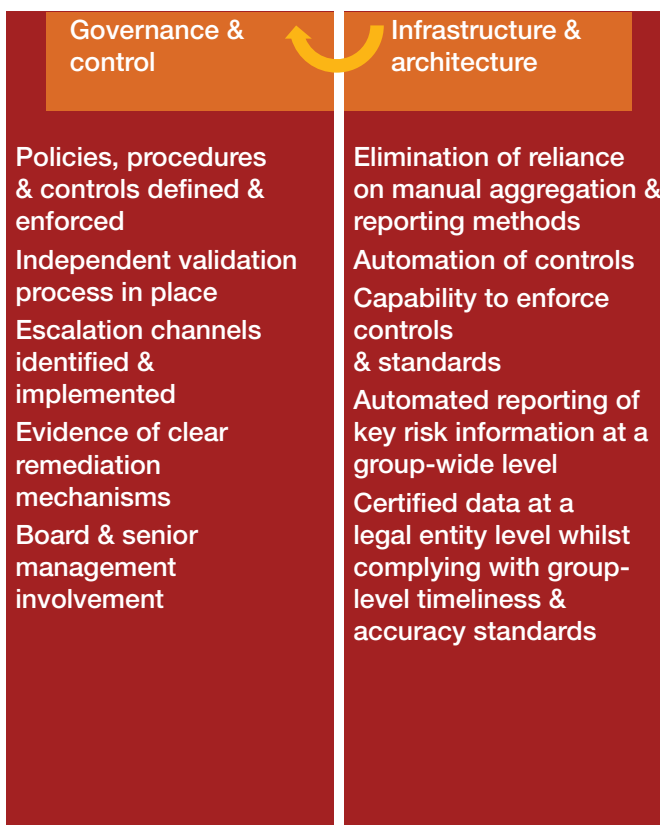 Governance &
control
Policies, procedures
& controls defined &
enforced
Independent validation
process in place
Escalation channels
identified &
implemented
Evidence of clear
remediation
mechanisms
Board & senior
management
involvement
Infrastructure &
architecture
Elimination of reliance
on manual aggregation &
reporting methods
Automation of controls
Capability to enforce
controls
& standards
Automated reporting of
key risk information at a
group-wide level
Certified data at a
legal entity level whilst
complying with group-
level timeliness &
accuracy standards